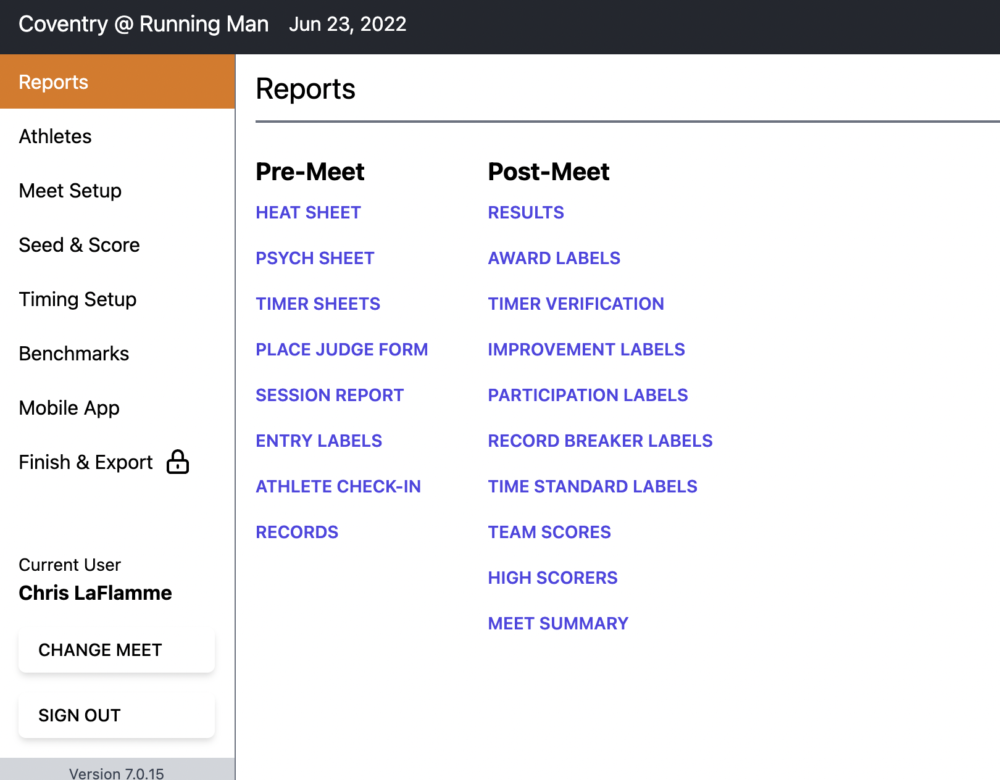 Coventry @ Running Man Jun 23, 2022
Reports
Athletes
Meet Setup
Seed & Score
Timing Setup
Benchmarks
Mobile App
Finish & Export
Current User
Chris LaFlamme
CHANGE MEET
SIGN OUT
Version 7.0.15
Reports
Pre-Meet
HEAT SHEET
PSYCH SHEET
TIMER SHEETS
PLACE JUDGE FORM
SESSION REPORT
ENTRY LABELS
ATHLETE CHECK-IN
RECORDS
Post-Meet
RESULTS
AWARD LABELS
TIMER VERIFICATION
IMPROVEMENT LABELS
PARTICIPATION LABELS
RECORD BREAKER LABELS
TIME STANDARD LABELS
TEAM SCORES
HIGH SCORERS
MEET SUMMARY